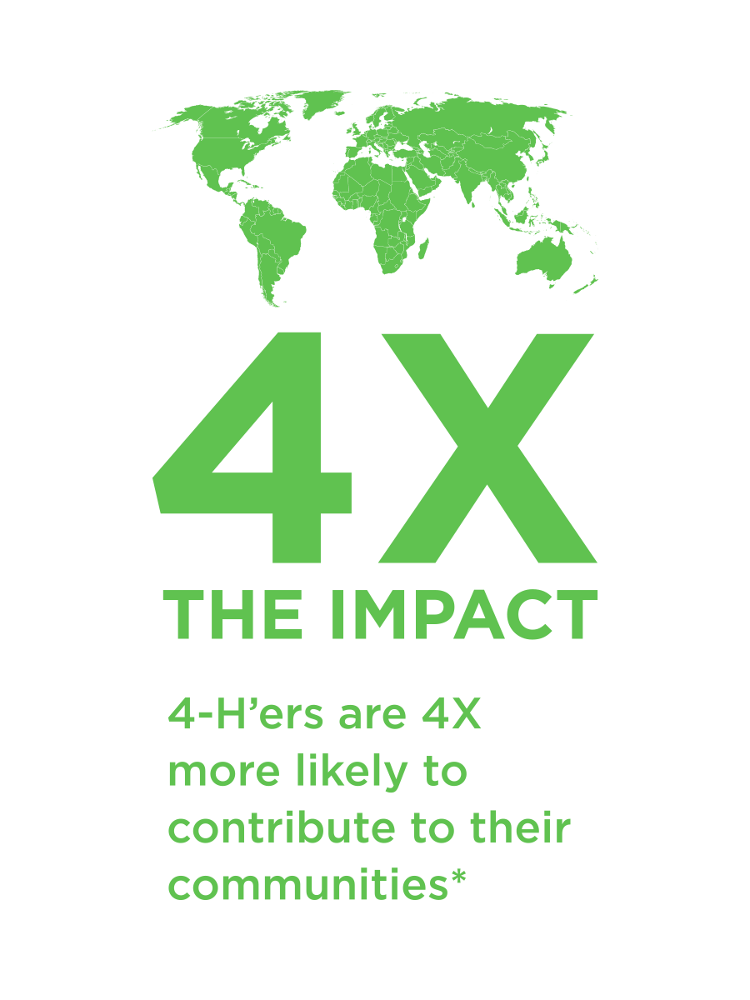 4X
THE IMPACT
4-H’ers are 4X
more likely to
contribute to their
communities*